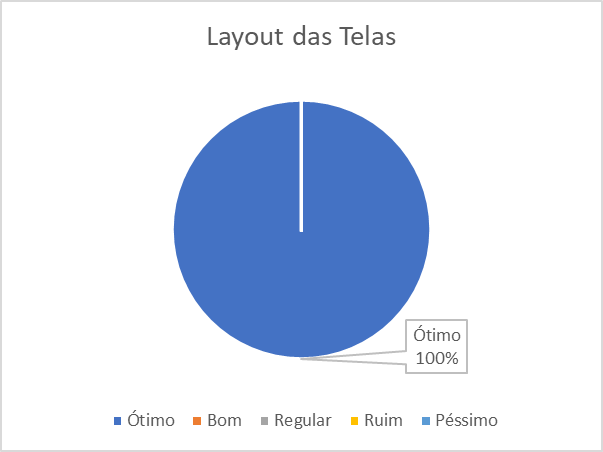 Layout das Telas
Ótimo
100%
Ótimo Bom Regular Ruim Péssimo